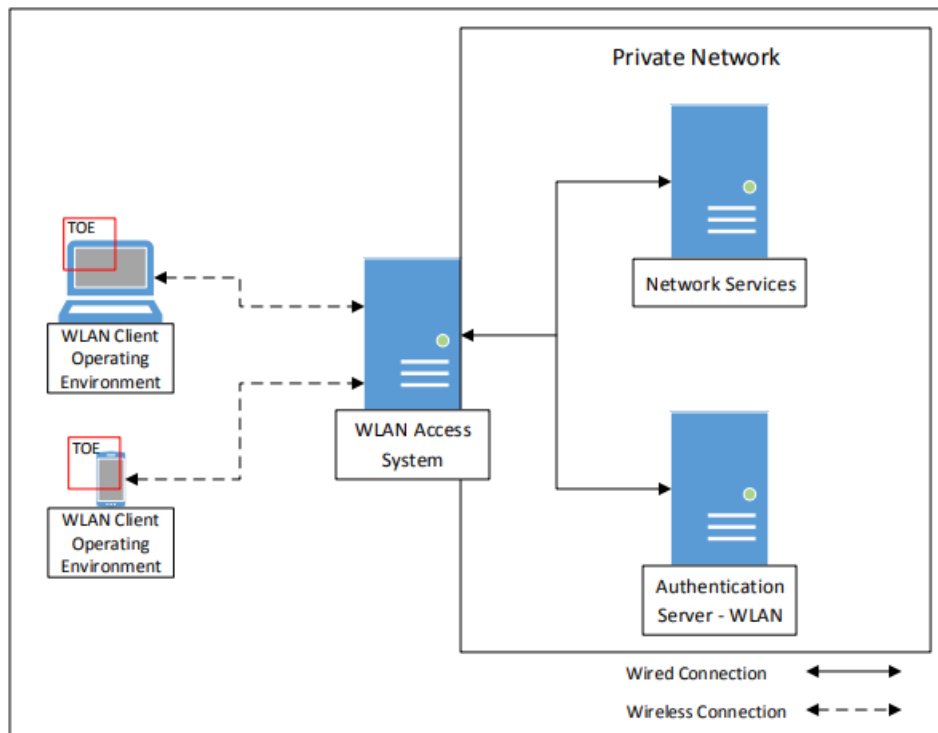 Private Network
TOE
WLAN Client
Operating
Environment
TOE
WLAN Client
Operating
Environment
WLAN Access
System
Network Services
Authentication
Server - WLAN
Wired Connection
Wireless Connection